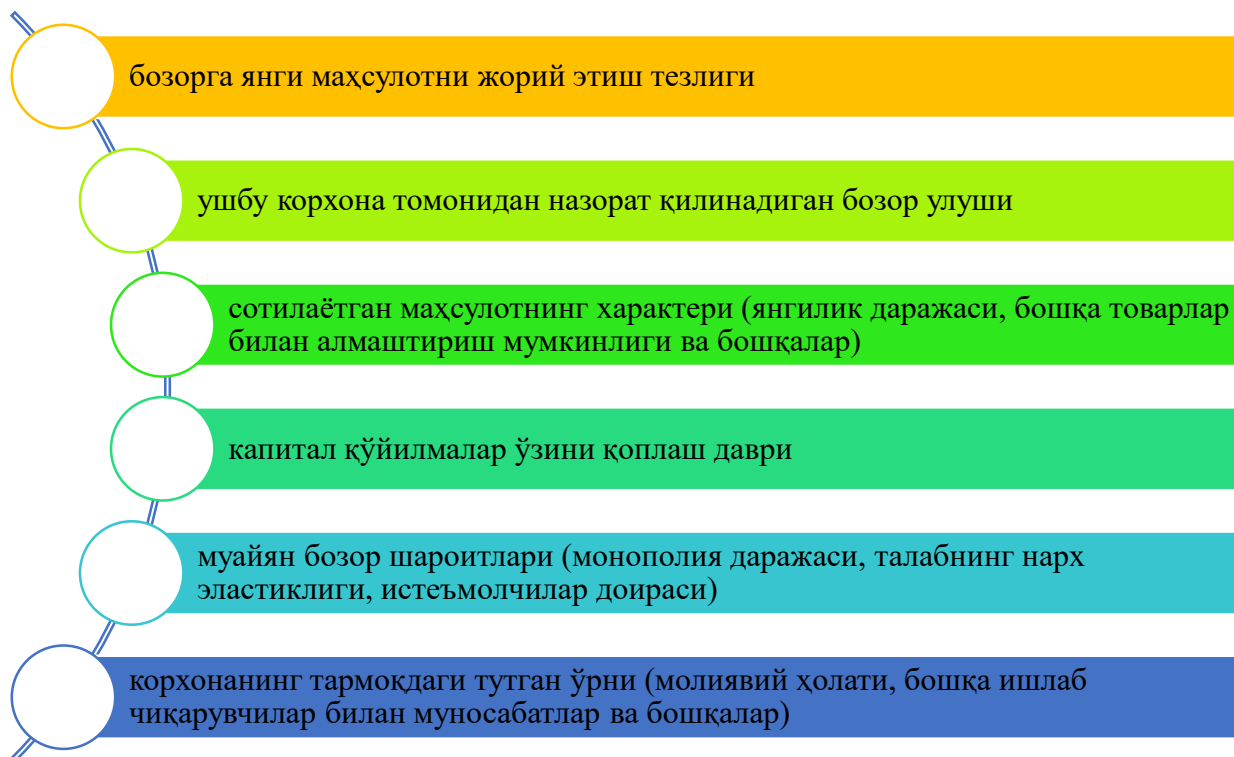 бозорга янги маҳсулотни жорий этиш тезлиги
ушбу корхона томонидан назорат қилинадиган бозор улуши
сотилаётган маҳсулотнинг характери (янгилик даражаси, бошқа товарлар
билан алмаштириш мумкинлиги ва бошқалар)
капитал қўйилмалар ўзини қоплаш даври
муайян бозор шароитлари (монополия даражаси, талабнинг нарх
эластиклиги, истеъмолчилар доираси)
корхонанинг тармоқдаги тутган ўрни (молиявий ҳолати, бошқа ишлаб
чиқарувчилар билан муносабатлар ва бошқалар)